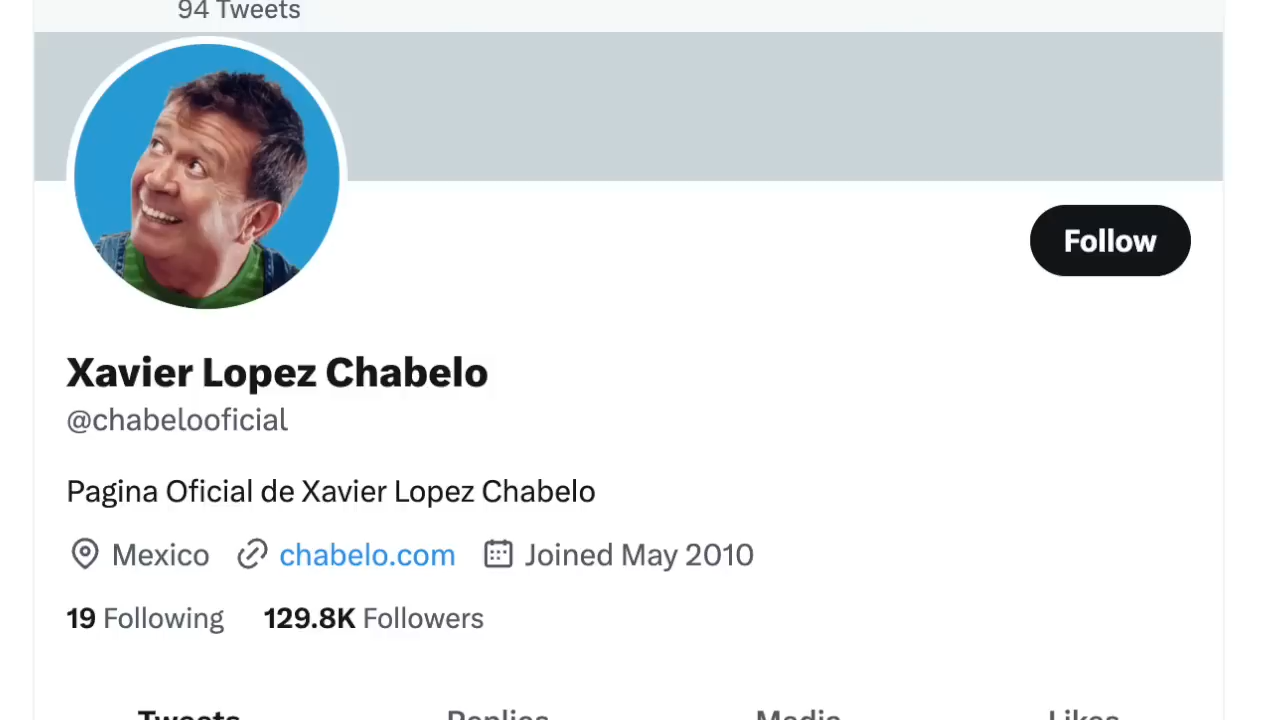 94 Tweets
Follow
Xavier Lopez Chabelo
@chabelooficial
Pagina Oficial de Xavier Lopez Chabelo
Mexico chabelo.com Joined May 2010
19 Following 129.8K Followers
Tweets Replies Media Likes